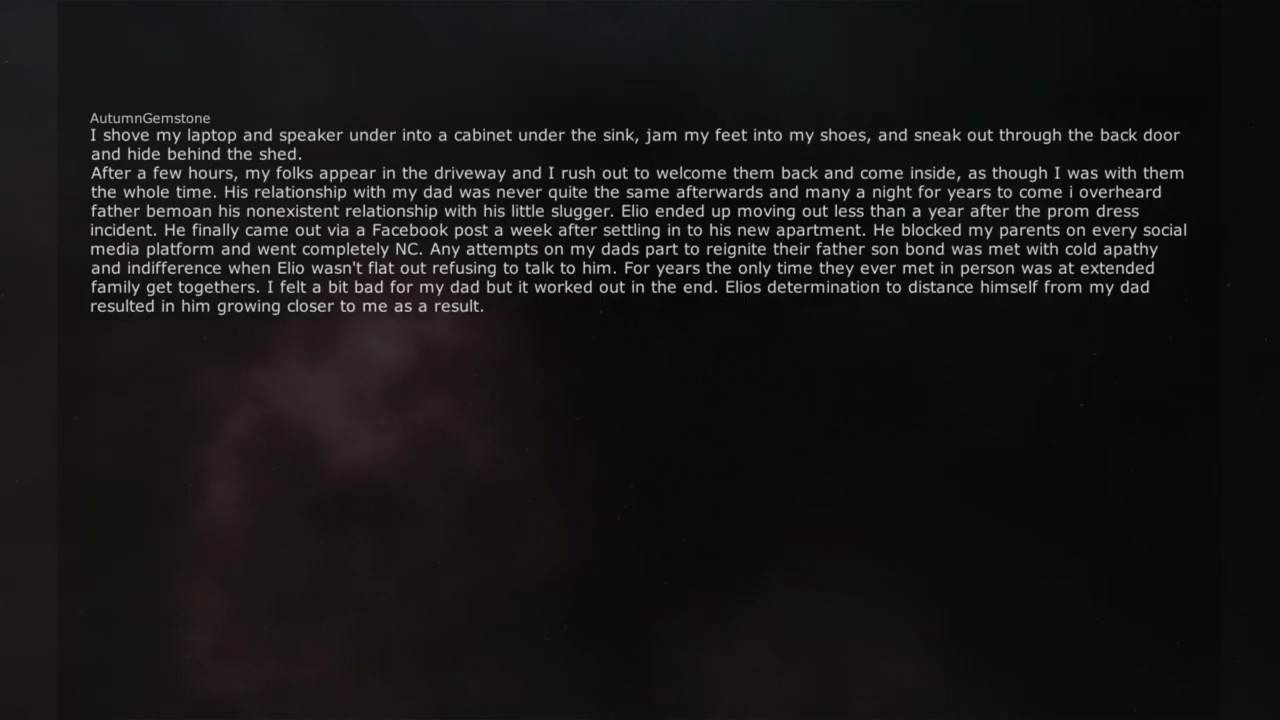 AutumnGemstone
I shove my laptop and speaker under into a cabinet under the sink, jam my feet into my shoes, and sneak out through the back door
and hide behind the shed.
After a few hours, my folks appear in the driveway and I rush out to welcome them back and come inside, as though I was with them
the whole time. His relationship with my dad was never quite the same afterwards and many a night for years to come i overheard
father bemoan his nonexistent relationship with his little slugger. Elio ended up moving out less than a year after the prom dress
incident. He finally came out via a Facebook post a week after settling in to his new apartment. He blocked my parents on every social
media platform and went completely NC. Any attempts on my dads part to reignite their father son bond was met with cold apathy
and indifference when Elio wasn't flat out refusing to talk to him. For years the only time they ever met in person was at extended
family get togethers. I felt a bit bad for my dad but it worked out in the end. Elios determination to distance himself from my dad
resulted in him growing closer to me as a result.